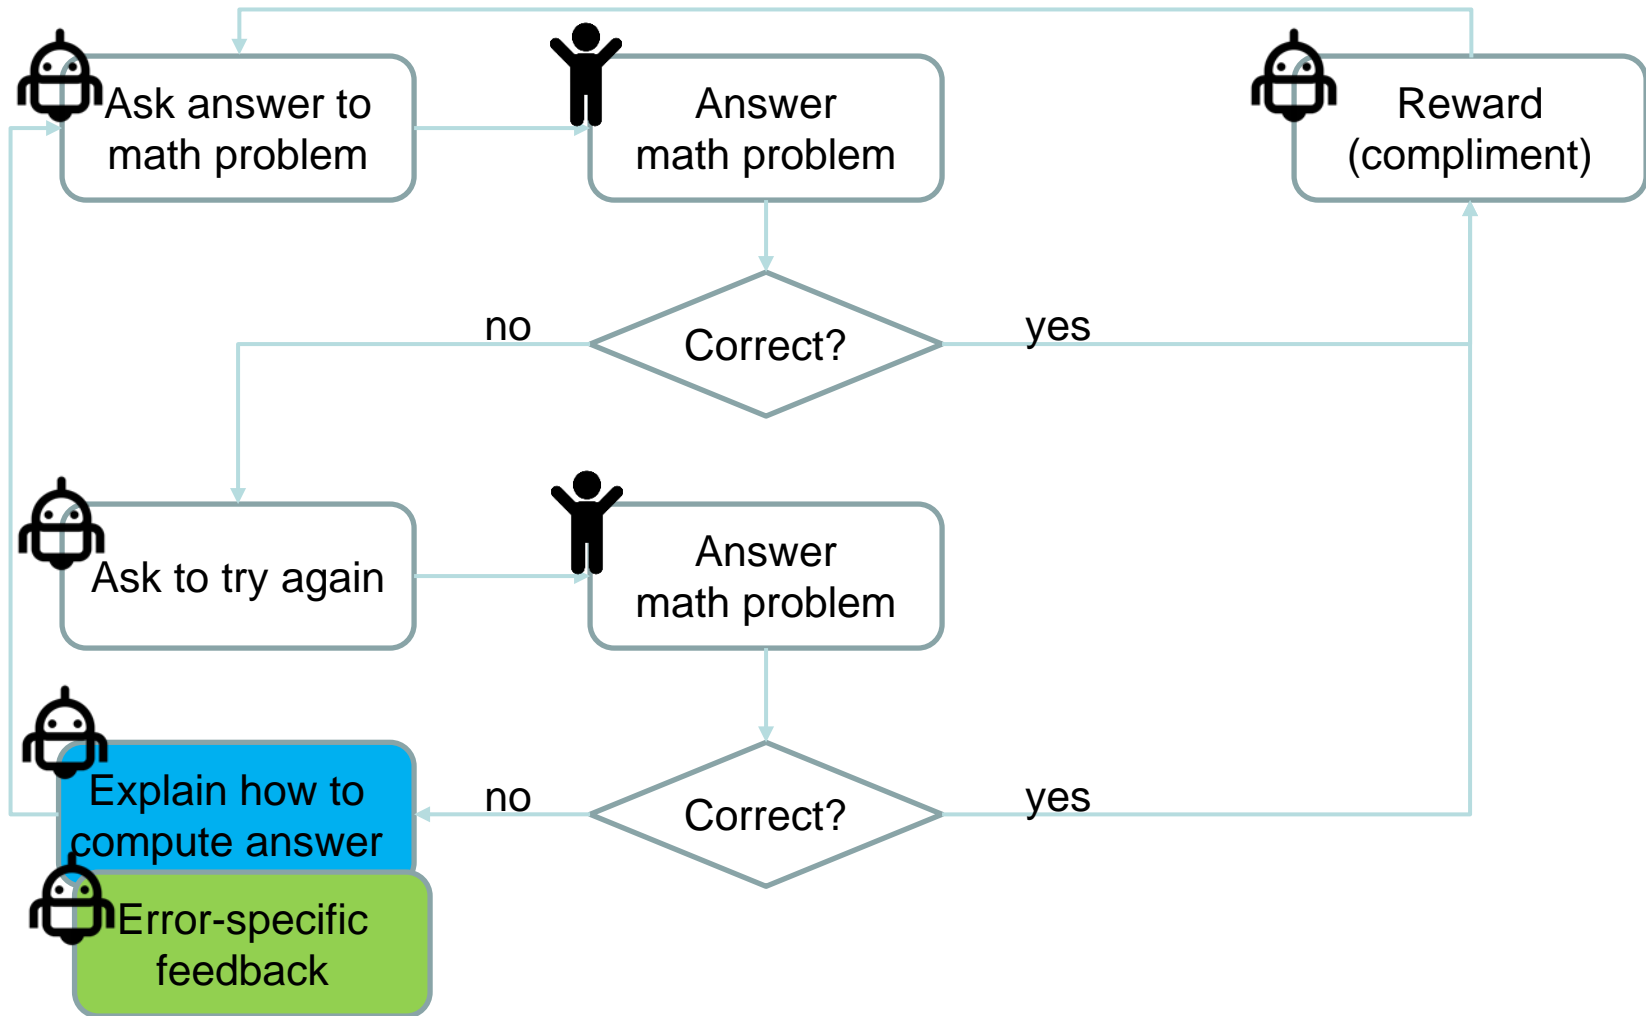 Ask answer to
math problem
Answer
math problem
Reward
(compliment)
no
Correct?
yes
Ask to try again
Answer
math problem
Explain how to
compute answer
no
Correct?
yes
Error-specific
feedback